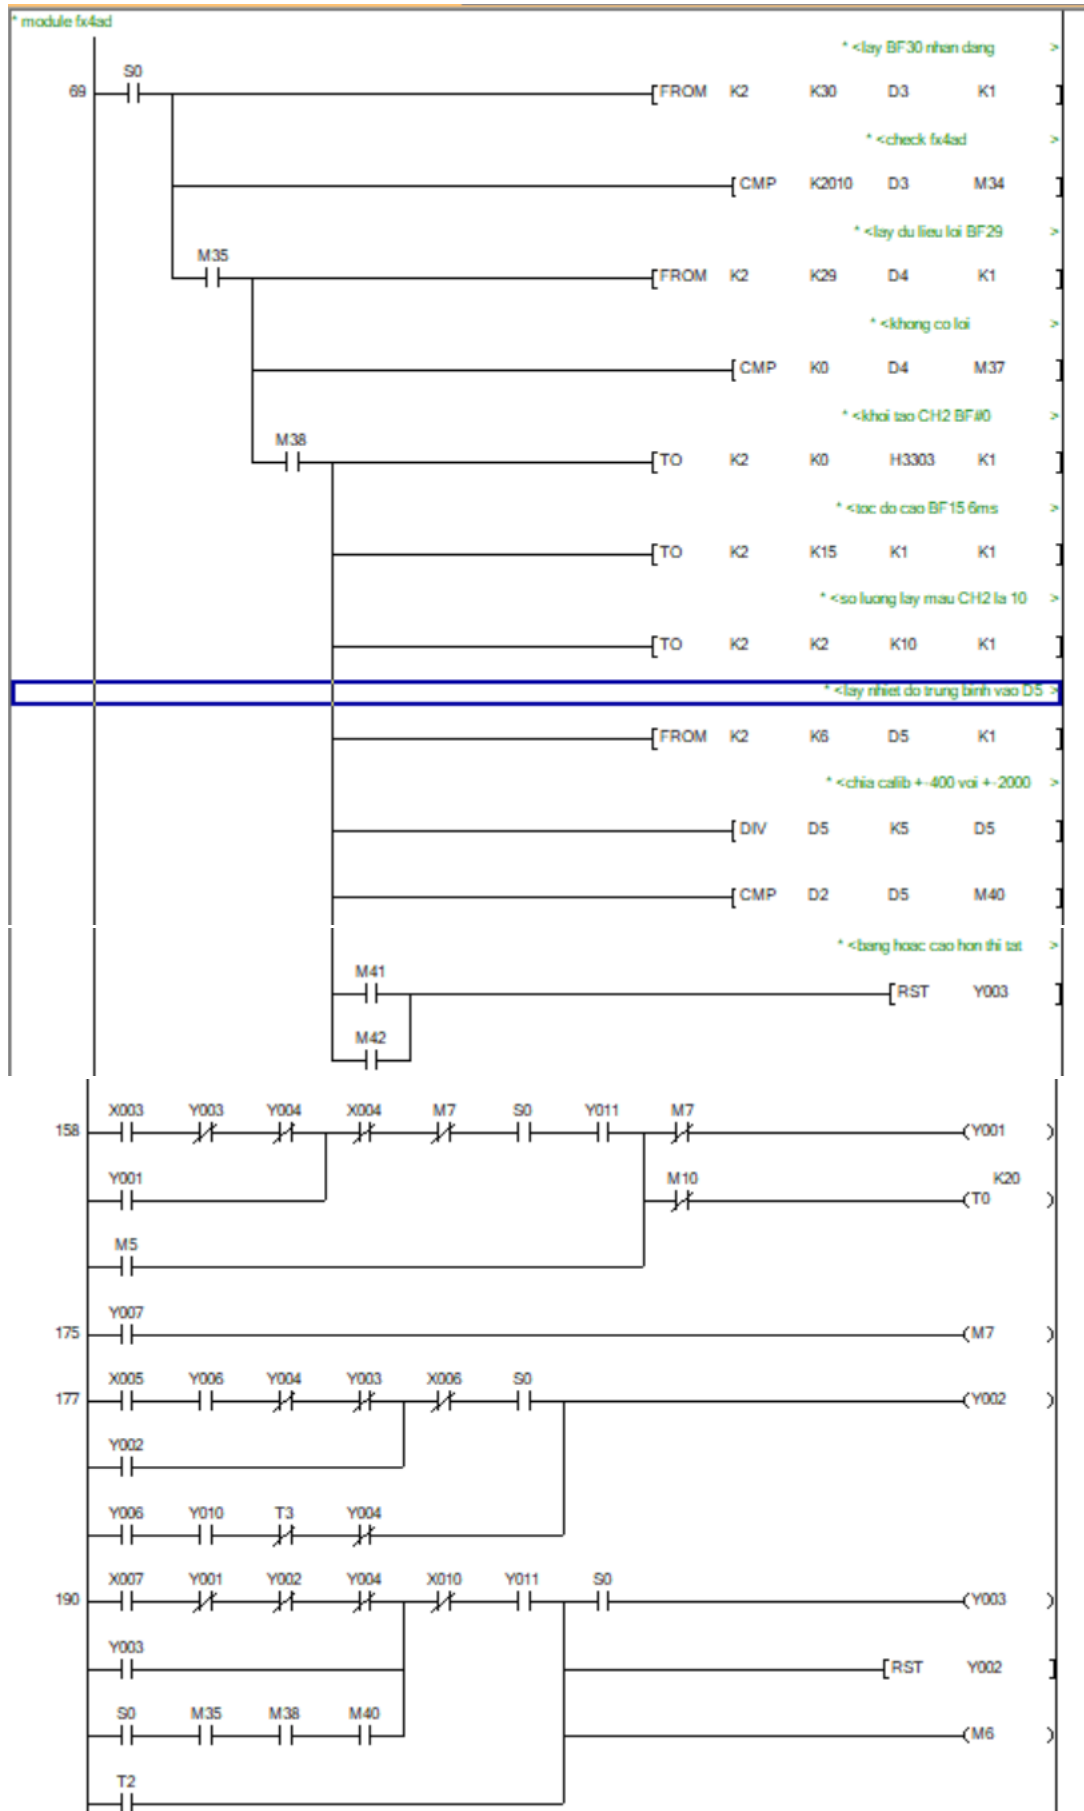 * module fx4ad
* <lay BF30 nhan dang >
S0
69 [FROM K2 K30 D3 K1 ]
* <check fx4ad >
[CMP K2010 D3 M34 ]
* <lay du lieu loi BF29 >
M35
[FROM K2 K29 D4 K1 ]
* <khong co loi >
[CMP K0 D4 M37 ]
* <khoi tao CH2 BF#0 >
M38
[TO K2 K0 H3303 K1 ]
* <toc do cao BF15 6ms >
[TO K2 K15 K1 K1 ]
* <so luong lay mau CH2 la 10 >
[TO K2 K2 K10 K1 ]
* <lay nhiet do trung binh vao D5 >
[FROM K2 K6 D5 K1 ]
* <chia calib +-400 voi +-2000 >
[DIV D5 K5 D5 ]
[CMP D2 D5 M40 ]
* <bang hoac cao hon thi tat >
M41
[RST Y003 ]
M42
X003 Y003 Y004 X004 M7 S0 Y011 M7
158 (Y001 )
Y001 M10 K20
(T0 )
M5
Y007
175 (M7 )
X005 Y006 Y004 Y003 X006 S0
177 (Y002 )
Y002
Y006 Y010 T3 Y004
X007 Y001 Y002 Y004 X010 Y011 S0
190 (Y003 )
Y003
[RST Y002 ]
S0 M35 M38 M40
(M6 )
T2